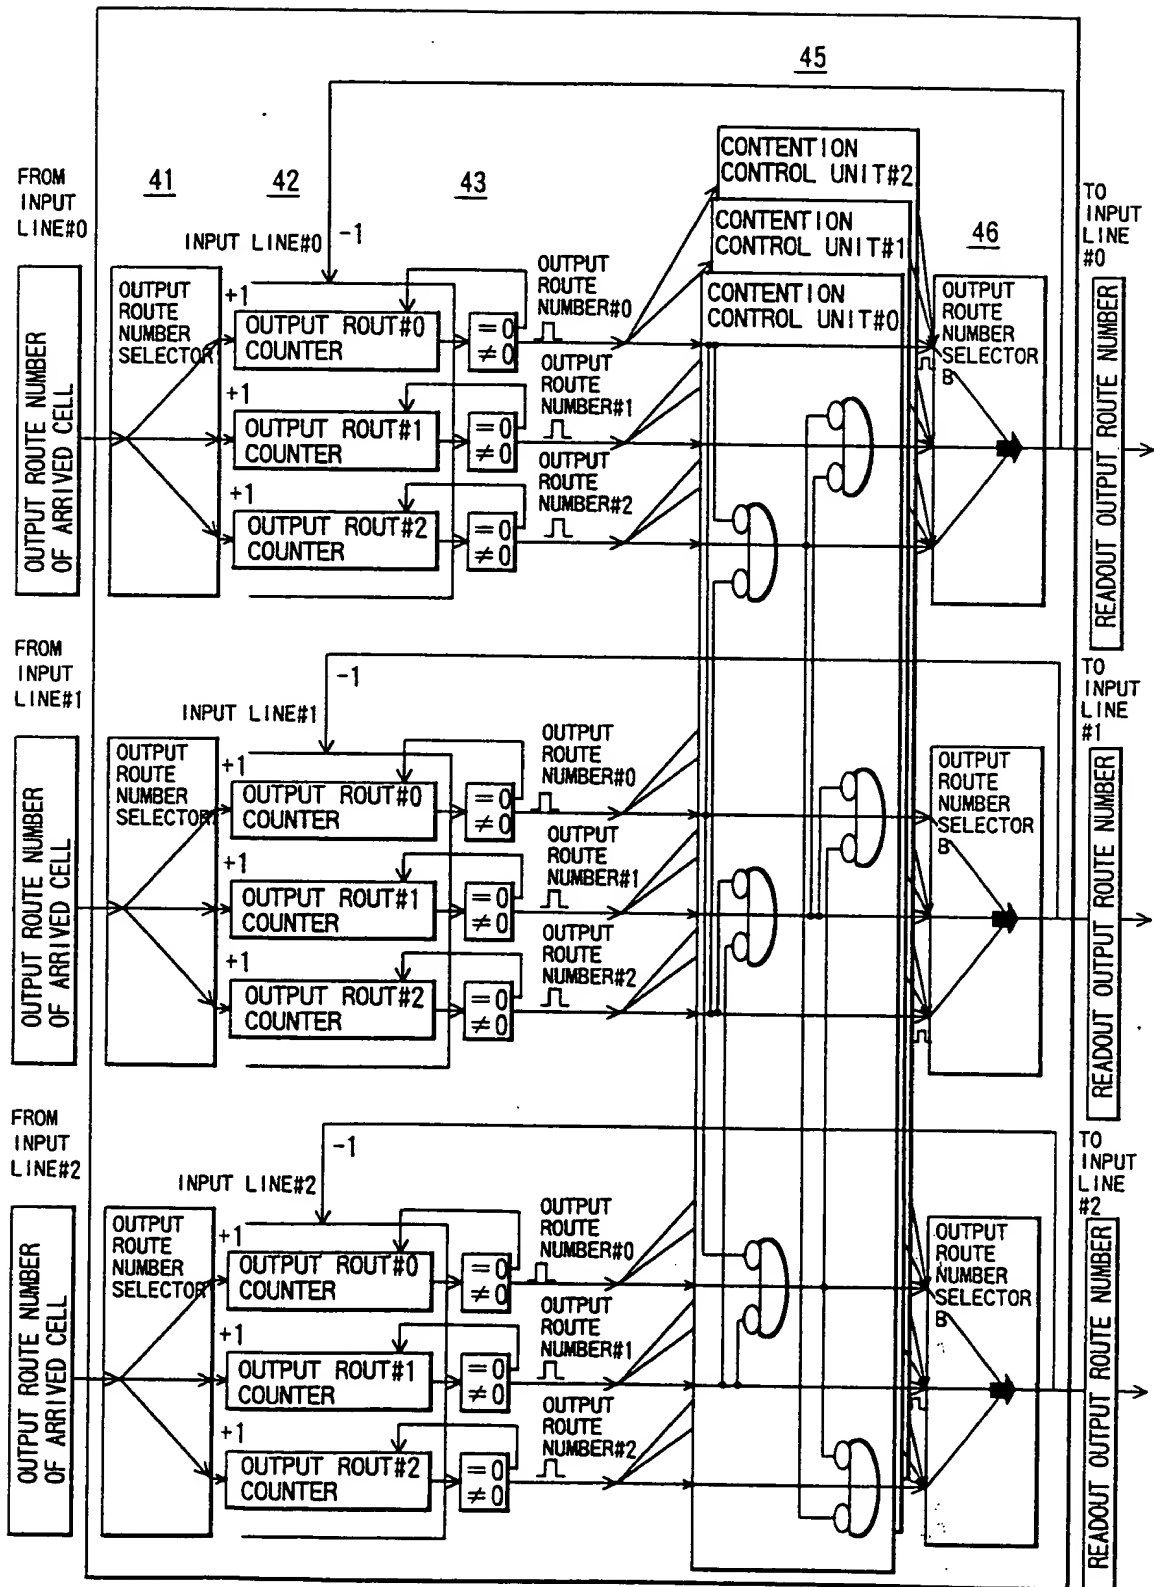 45
CONTENTION
CONTROL UNIT#2
CONTENTION
CONTROL UNIT#1
CONTENTION
CONTROL UNIT#0
FROM
INPUT
LINE#0
41
42
43
46
TO
INPUT
LINE
#0
INPUT LINE#0
-1
OUTPUT ROUTE NUMBER
OF ARRIVED CELL
OUTPUT
ROUTE
NUMBER
SELECTOR
+1
OUTPUT ROUT#0
COUNTER
=0
≠0
OUTPUT
ROUTE
NUMBER#0
+1
OUTPUT ROUT#1
COUNTER
=0
≠0
OUTPUT
ROUTE
NUMBER#1
+1
OUTPUT ROUT#2
COUNTER
=0
≠0
OUTPUT
ROUTE
NUMBER#2
OUTPUT
ROUTE
NUMBER
SELECTOR
B
READOUT OUTPUT ROUTE NUMBER
FROM
INPUT
LINE#1
TO
INPUT
LINE
#1
INPUT LINE#1
-1
OUTPUT ROUTE NUMBER
OF ARRIVED CELL
OUTPUT
ROUTE
NUMBER
SELECTOR
+1
OUTPUT ROUT#0
COUNTER
=0
≠0
OUTPUT
ROUTE
NUMBER#0
+1
OUTPUT ROUT#1
COUNTER
=0
≠0
OUTPUT
ROUTE
NUMBER#1
+1
OUTPUT ROUT#2
COUNTER
=0
≠0
OUTPUT
ROUTE
NUMBER#2
OUTPUT
ROUTE
NUMBER
SELECTOR
B
READOUT OUTPUT ROUTE NUMBER
FROM
INPUT
LINE#2
TO
INPUT
LINE
#2
INPUT LINE#2
-1
OUTPUT ROUTE NUMBER
OF ARRIVED CELL
OUTPUT
ROUTE
NUMBER
SELECTOR
+1
OUTPUT ROUT#0
COUNTER
=0
≠0
OUTPUT
ROUTE
NUMBER#0
+1
OUTPUT ROUT#1
COUNTER
=0
≠0
OUTPUT
ROUTE
NUMBER#1
+1
OUTPUT ROUT#2
COUNTER
=0
≠0
OUTPUT
ROUTE
NUMBER#2
OUTPUT
ROUTE
NUMBER
SELECTOR
B
READOUT OUTPUT ROUTE NUMBER